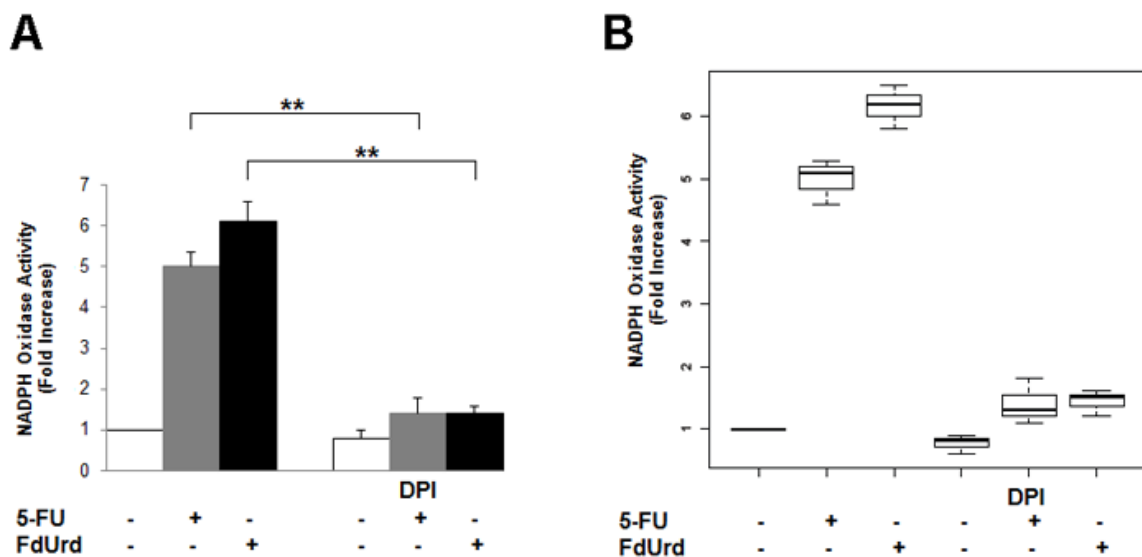 A
**
**
NADPH Oxidase Activity
(Fold Increase)
7
6
5
4
3
2
1
0
DPI
5-FU - + - - + -
FdUrd - - + - - +
B
NADPH Oxidase Activity
(Fold Increase)
6
5
4
3
2
1
DPI
5-FU - + - - + -
FdUrd - - + - - +